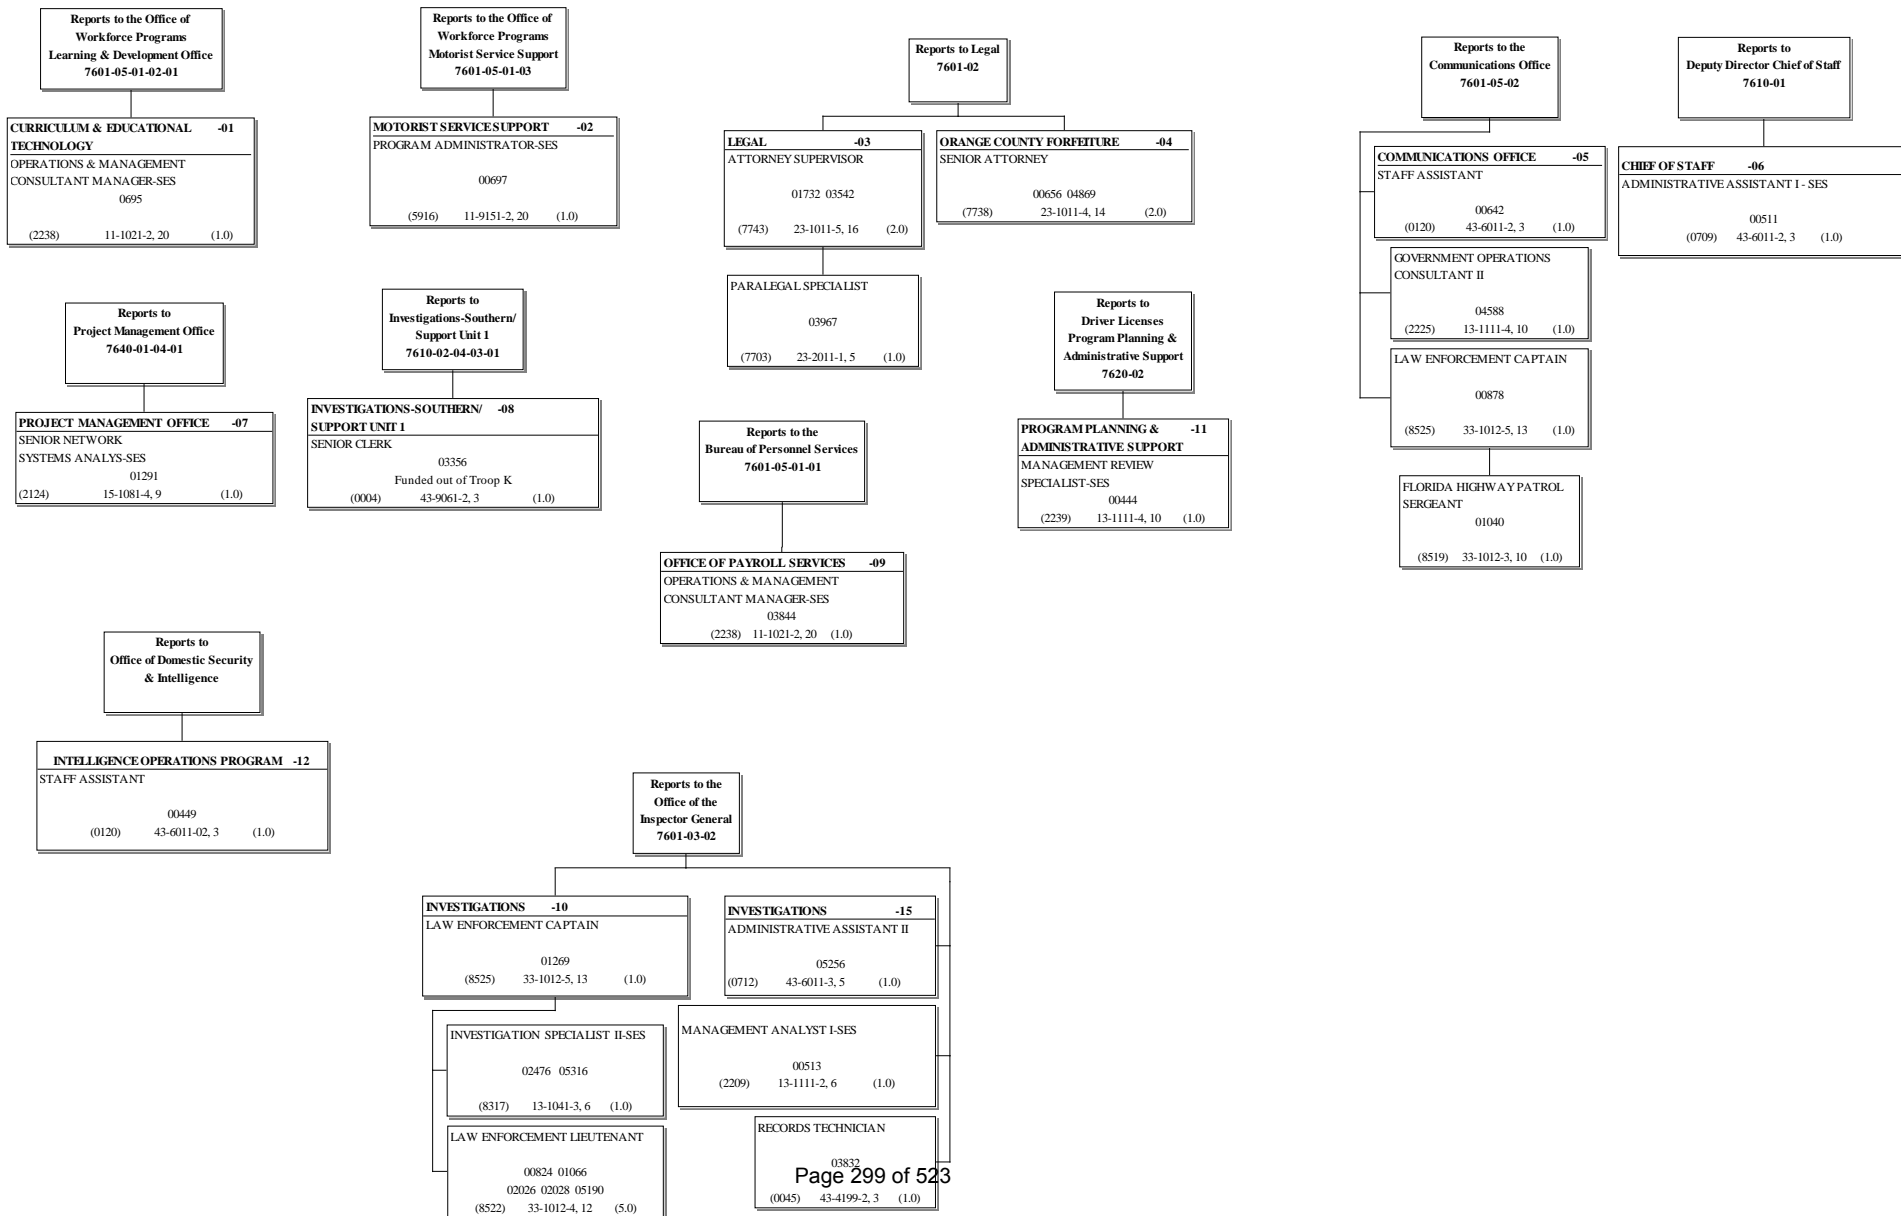 Reports to the Office of
Workforce Programs
Learning & Development Office
7601-05-01-02-01
CURRICULUM & EDUCATIONAL -01
TECHNOLOGY
OPERATIONS & MANAGEMENT
CONSULTANT MANAGER-SES
0695
(2238) 11-1021-2, 20 (1.0)
Reports to the Office of
Workforce Programs
Motorist Service Support
7601-05-01-03
MOTORIST SERVICE SUPPORT -02
PROGRAM ADMINISTRATOR-SES
00697
(5916) 11-9151-2, 20 (1.0)
Reports to Legal
7601-02
LEGAL -03
ATTORNEY SUPERVISOR
01732 03542
(7743) 23-1011-5, 16 (2.0)
PARALEGAL SPECIALIST
03967
(7703) 23-2011-1, 5 (1.0)
ORANGE COUNTY FORFEITURE -04
SENIOR ATTORNEY
00656 04869
(7738) 23-1011-4, 14 (2.0)
Reports to the
Communications Office
7601-05-02
COMMUNICATIONS OFFICE -05
STAFF ASSISTANT
00642
(0120) 43-6011-2, 3 (1.0)
GOVERNMENT OPERATIONS
CONSULTANT II
04588
(2225) 13-1111-4, 10 (1.0)
LAW ENFORCEMENT CAPTAIN
00878
(8525) 33-1012-5, 13 (1.0)
FLORIDA HIGHWAY PATROL
SERGEANT
01040
(8519) 33-1012-3, 10 (1.0)
Reports to
Deputy Director Chief of Staff
7610-01
CHIEF OF STAFF -06
ADMINISTRATIVE ASSISTANT I - SES
00511
(0709) 43-6011-2, 3 (1.0)
Reports to
Project Management Office
7640-01-04-01
PROJECT MANAGEMENT OFFICE -07
SENIOR NETWORK
SYSTEMS ANALYS-SES
01291
(2124) 15-1081-4, 9 (1.0)
Reports to
Investigations-Southern/
Support Unit 1
7610-02-04-03-01
INVESTIGATIONS-SOUTHERN/ -08
SUPPORT UNIT 1
SENIOR CLERK
03356
Funded out of Troop K
(0004) 43-9061-2, 3 (1.0)
Reports to the
Bureau of Personnel Services
7601-05-01-01
OFFICE OF PAYROLL SERVICES -09
OPERATIONS & MANAGEMENT
CONSULTANT MANAGER-SES
03844
(2238) 11-1021-2, 20 (1.0)
Reports to
Driver Licenses
Program Planning &
Administrative Support
7620-02
PROGRAM PLANNING & -11
ADMINISTRATIVE SUPPORT
MANAGEMENT REVIEW
SPECIALIST-SES
00444
(2239) 13-1111-4, 10 (1.0)
Reports to
Office of Domestic Security
& Intelligence
INTELLIGENCE OPERATIONS PROGRAM -12
STAFF ASSISTANT
00449
(0120) 43-6011-02, 3 (1.0)
Reports to the
Office of the
Inspector General
7601-03-02
INVESTIGATIONS -10
LAW ENFORCEMENT CAPTAIN
01269
(8525) 33-1012-5, 13 (1.0)
INVESTIGATION SPECIALIST II-SES
02476 05316
(8317) 13-1041-3, 6 (1.0)
LAW ENFORCEMENT LIEUTENANT
00824 01066
02026 02028 05190
(8522) 33-1012-4, 12 (5.0)
INVESTIGATIONS -15
ADMINISTRATIVE ASSISTANT II
05256
(0712) 43-6011-3, 5 (1.0)
MANAGEMENT ANALYST I-SES
00513
(2209) 13-1111-2, 6 (1.0)
RECORDS TECHNICIAN
03832
(0045) 43-4199-2, 3 (1.0)
Page 299 of 523